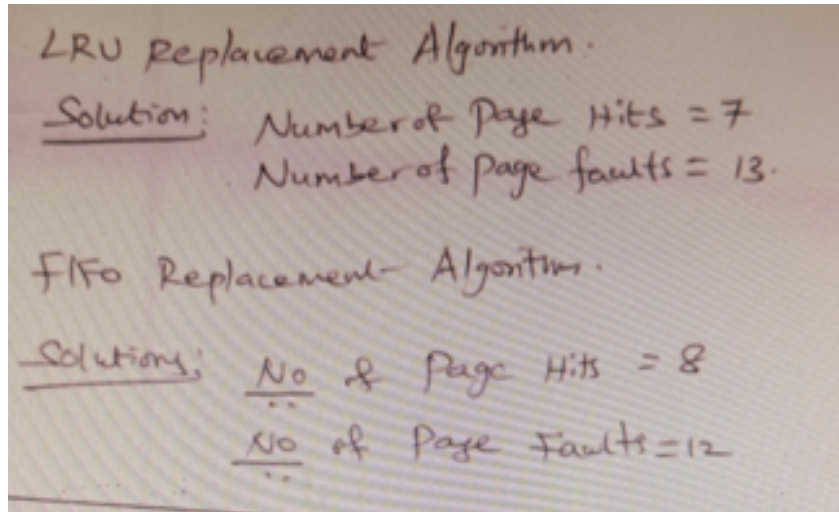 LRU Replacement Algorithm.
Solution: Number of Page Hits = 7
Number of page faults = 13.
FIFO Replacement Algorithm.
Solutions; No of Page Hits = 8
No of Page Faults = 12